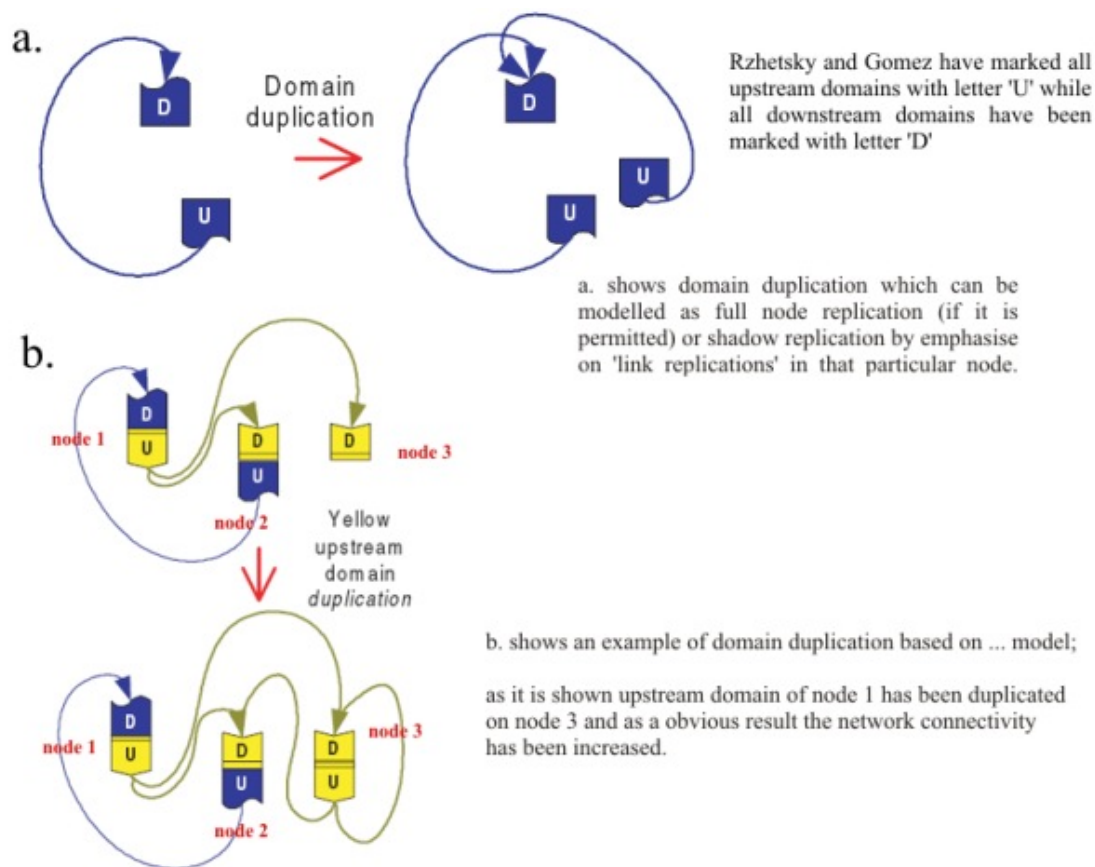 a.
Domain
duplication
D
U
D
U
U
Rzhetsky and Gomez have marked all
upstream domains with letter 'U' while
all downstream domains have been
marked with letter 'D'
a. shows domain duplication which can be
modelled as full node replication (if it is
permitted) or shadow replication by emphasise
on 'link replications' in that particular node.
b.
D
U
node 1
D
U
node 2
D
node 3
Yellow
upstream
domain
duplication
D
U
node 1
D
U
node 2
D
U
node 3
b. shows an example of domain duplication based on ... model;
as it is shown upstream domain of node 1 has been duplicated
on node 3 and as a obvious result the network connectivity
has been increased.